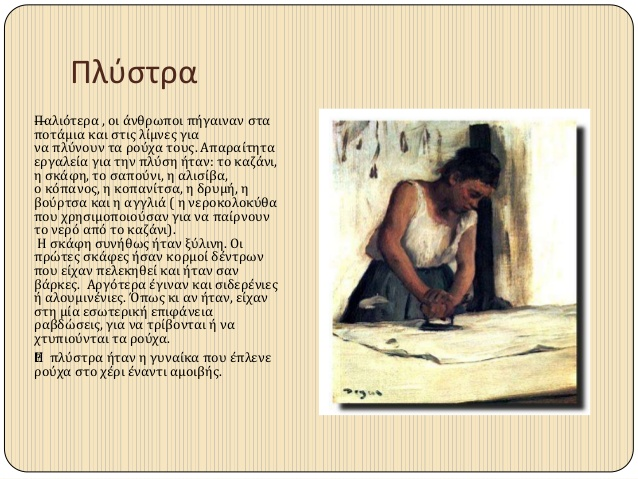 Πλύστρα
Παλιότερα , οι άνθρωποι πήγαιναν στα
ποτάμια και στις λίμνες για
να πλύνουν τα ρούχα τους. Απαραίτητα
εργαλεία για την πλύση ήταν: το καζάνι,
η σκάφη, το σαπούνι, η αλισίβα,
ο κόπανος, η κοπανίτσα, η δρυμή, η
βούρτσα και η αγγλιά ( η νεροκολοκύθα
που χρησιμοποιούσαν για να παίρνουν
το νερό από το καζάνι).
Η σκάφη συνήθως ήταν ξύλινη. Οι
πρώτες σκάφες ήσαν κορμοί δέντρων
που είχαν πελεκηθεί και ήταν σαν
βάρκες. Αργότερα έγιναν και σιδερένιες
ή αλουμινένιες. Όπως κι αν ήταν, είχαν
στη μία εσωτερική επιφάνεια
ραβδώσεις, για να τρίβονται ή να
χτυπιούνται τα ρούχα.
Η πλύστρα ήταν η γυναίκα που έπλενε
ρούχα στο χέρι έναντι αμοιβής.
Degas